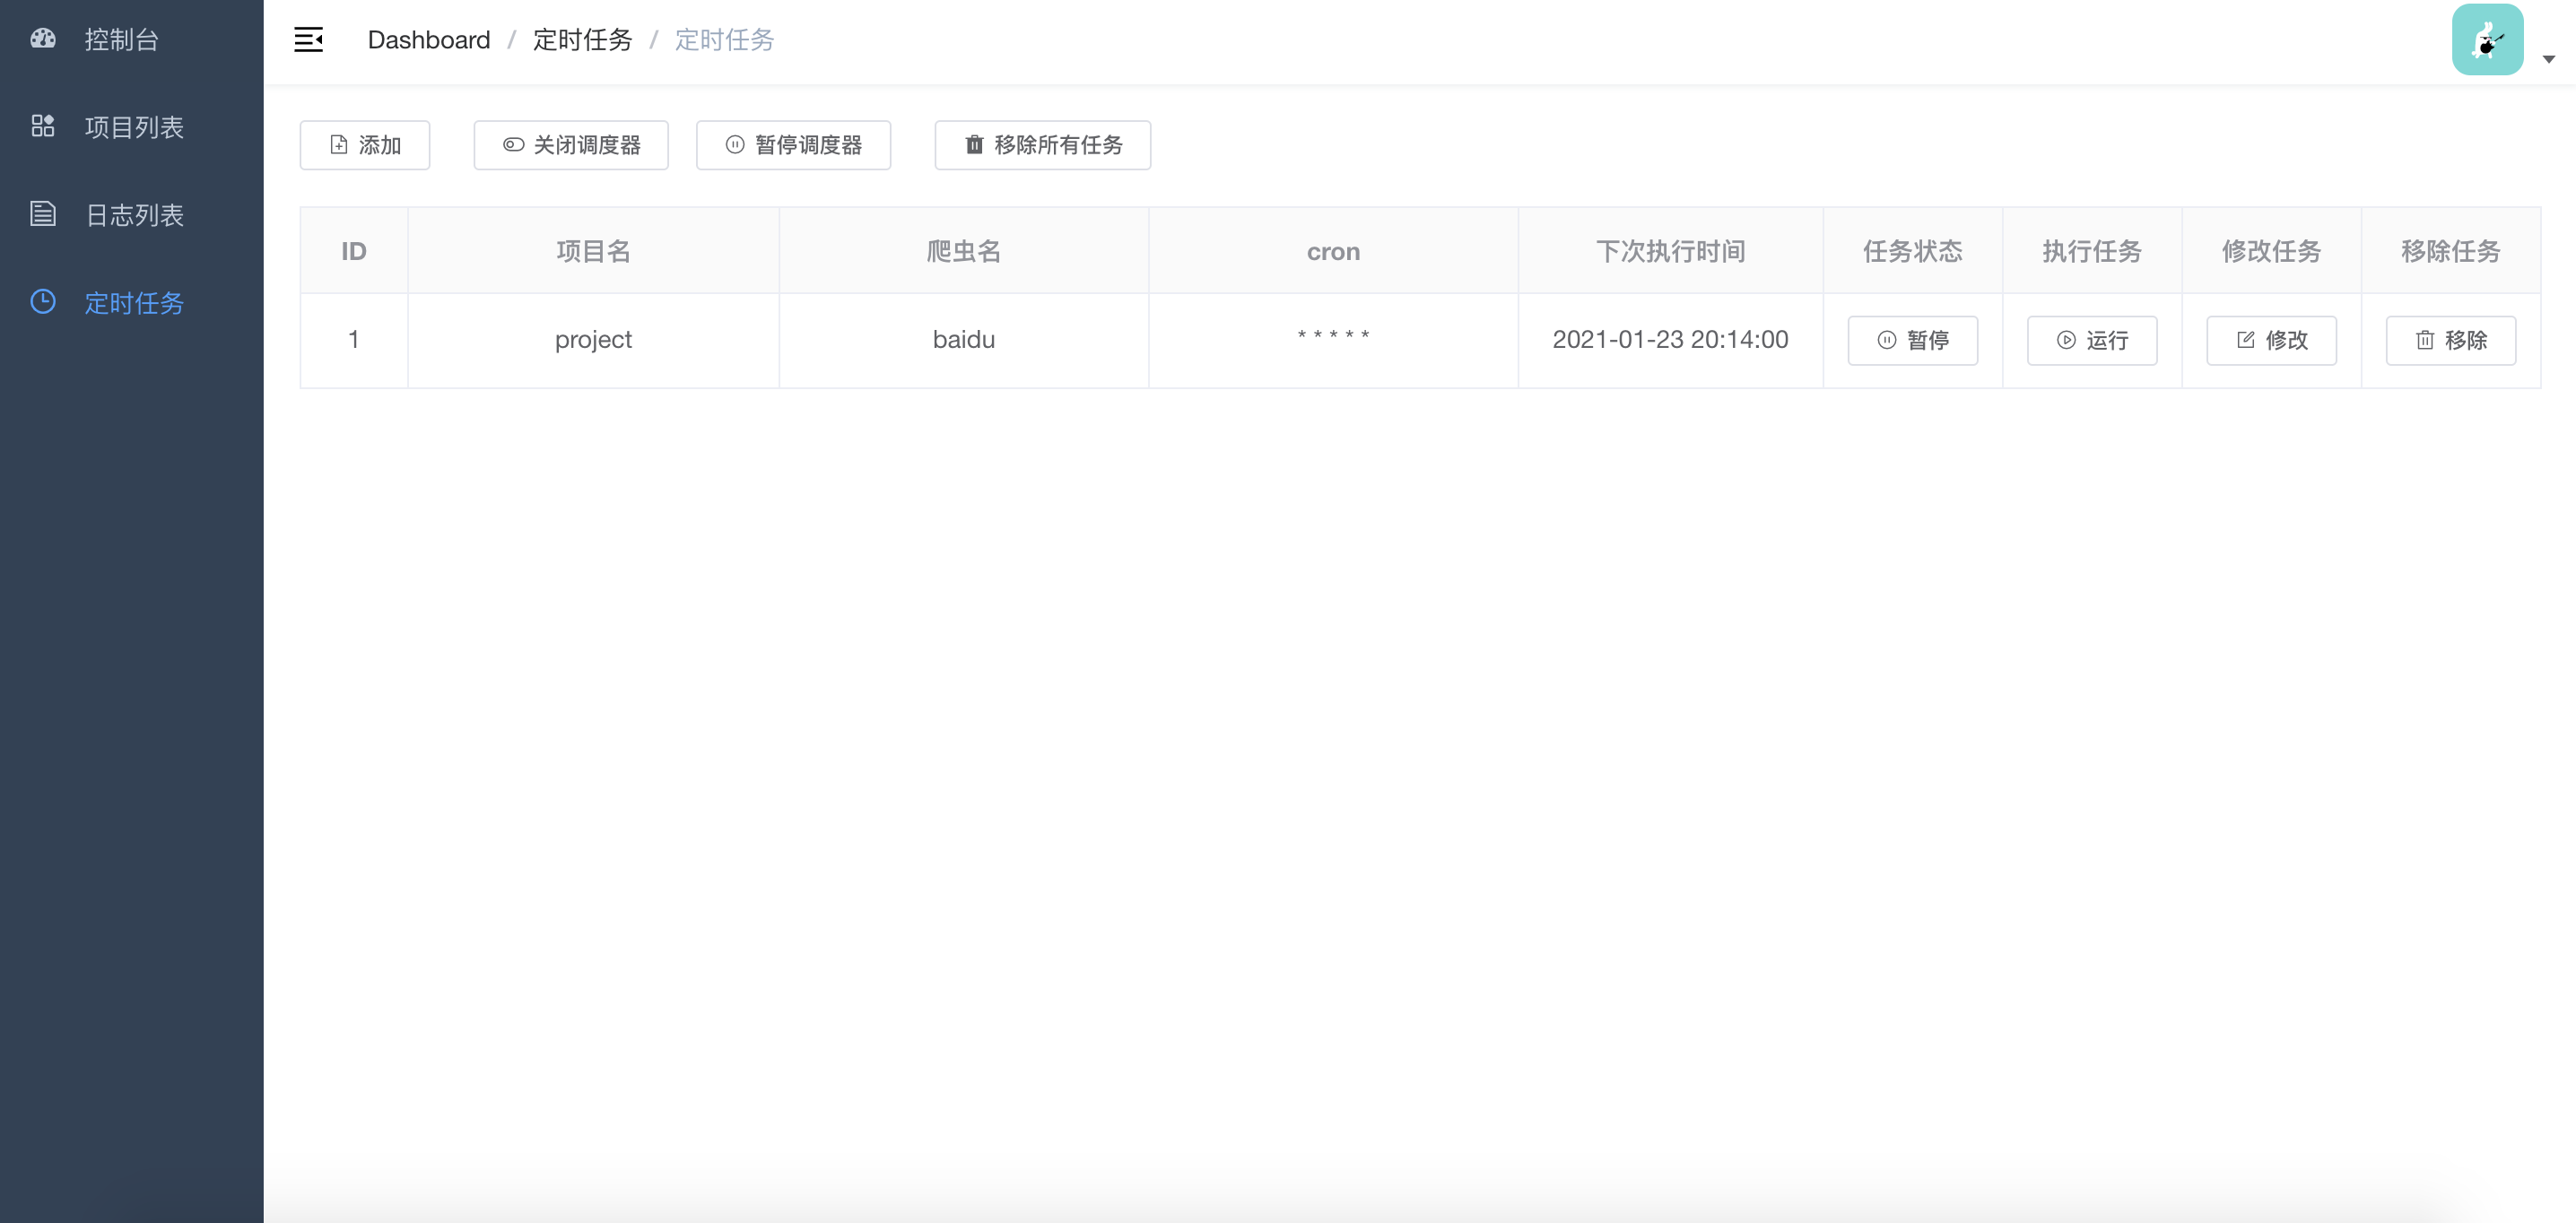 控制台
项目列表
日志列表
定时任务
Dashboard / 定时任务 / 定时任务
添加 关闭调度器 暂停调度器 移除所有任务
ID 项目名 爬虫名 cron 下次执行时间 任务状态 执行任务 修改任务 移除任务
1 project baidu * * * * * 2021-01-23 20:14:00 暂停 运行 修改 移除